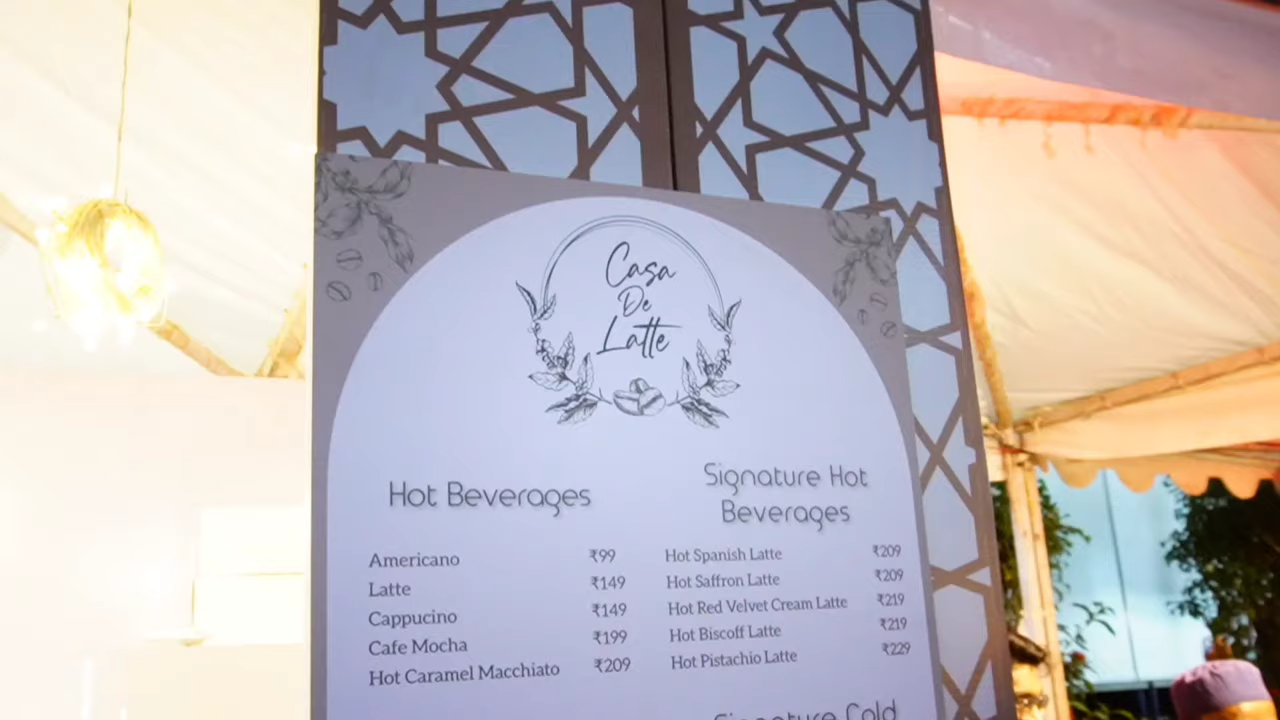 Casa
De
Latte
Hot Beverages
Americano ₹99
Latte ₹149
Cappucino ₹149
Cafe Mocha ₹199
Hot Caramel Macchiato ₹209
Signature Hot
Beverages
Hot Spanish Latte ₹209
Hot Saffron Latte ₹209
Hot Red Velvet Cream Latte ₹219
Hot Biscoff Latte ₹219
Hot Pistachio Latte ₹229
Signature Cold